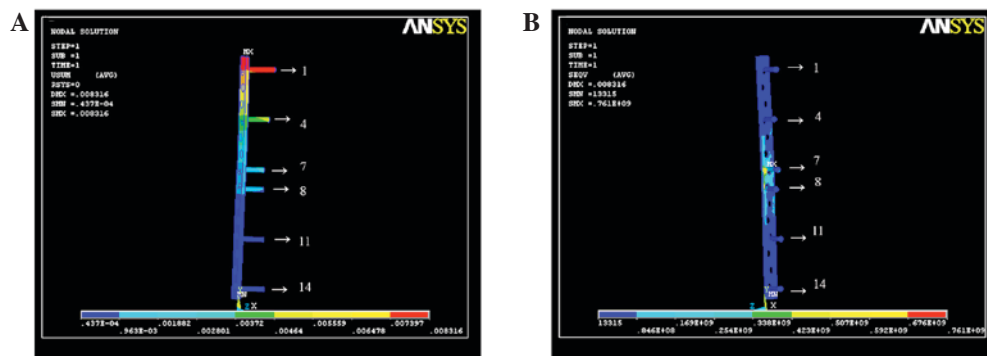 A
ANSYS
NODAL SOLUTION
STEP=1
SUB =1
TIME=1
USUM (AVG)
RSYS=0
DMX =.008316
SMN =.437E-04
SMX =.008316
MX
1
4
7
8
11
14
MN
Z X
.437E-04 .001882 .00372 .005559 .007397
.963E-03 .002801 .00464 .006478 .008316
B
ANSYS
NODAL SOLUTION
STEP=1
SUB =1
TIME=1
SEQV (AVG)
DMX =.008316
SMN =13315
SMX =.761E+09
1
4
7
MX
8
11
14
MN
Z X
13315 .169E+09 .338E+09 .507E+09 .676E+09
.846E+08 .254E+09 .423E+09 .592E+09 .761E+09